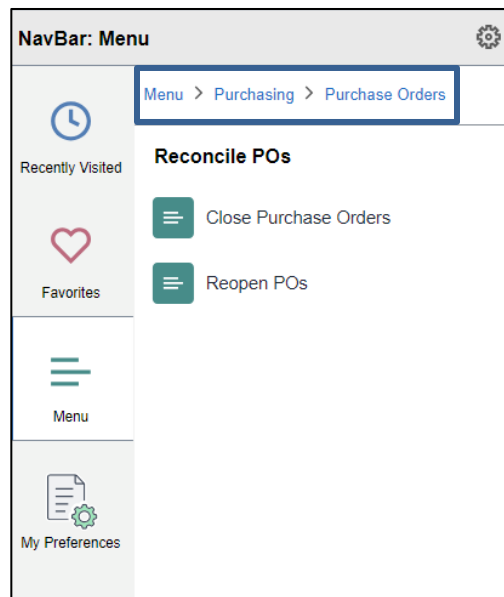 NavBar: Menu
Menu > Purchasing > Purchase Orders
Recently Visited
Reconcile POs
Close Purchase Orders
Reopen POs
Favorites
Menu
My Preferences